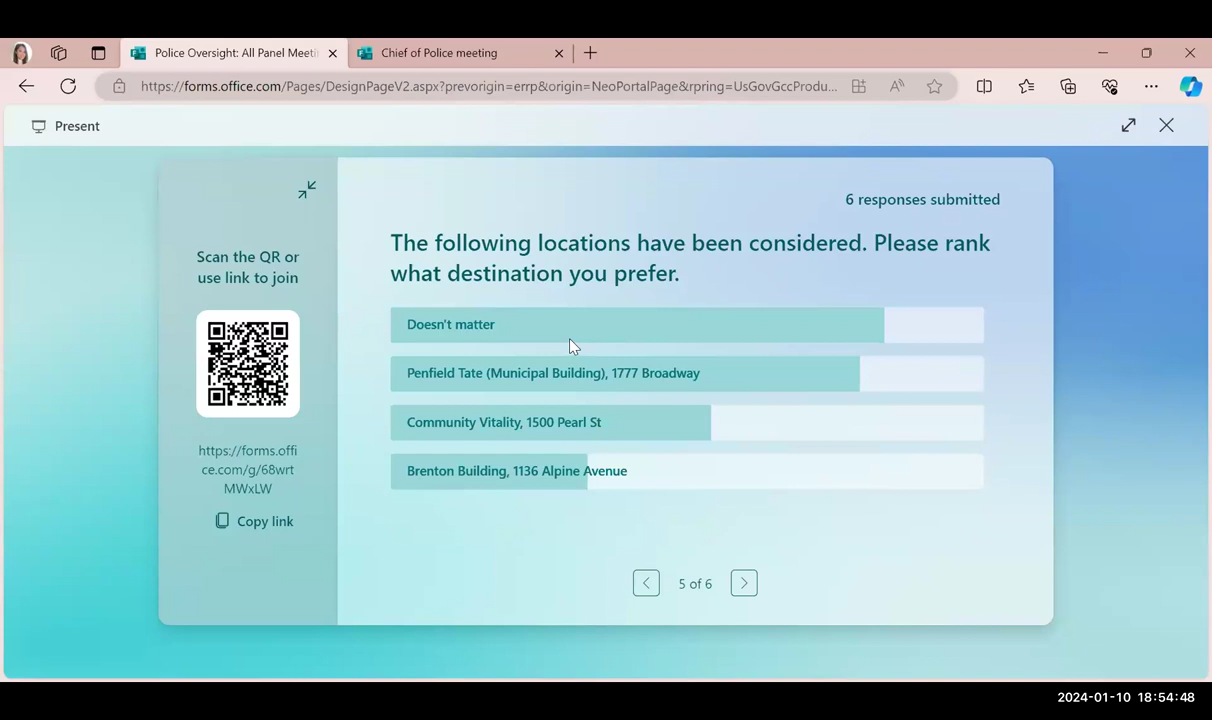 Police Oversight: All Panel Meeti
Chief of Police meeting
https://forms.office.com/Pages/DesignPageV2.aspx?prevorigin=errp&origin=NeoPortalPage&rpring=UsGovGccProdu...
Present
6 responses submitted
Scan the QR or
use link to join
https://forms.offi
ce.com/g/68wrt
MWxLW
Copy link
The following locations have been considered. Please rank
what destination you prefer.
Doesn't matter
Penfield Tate (Municipal Building), 1777 Broadway
Community Vitality, 1500 Pearl St
Brenton Building, 1136 Alpine Avenue
5 of 6
2024-01-10 18:54:48